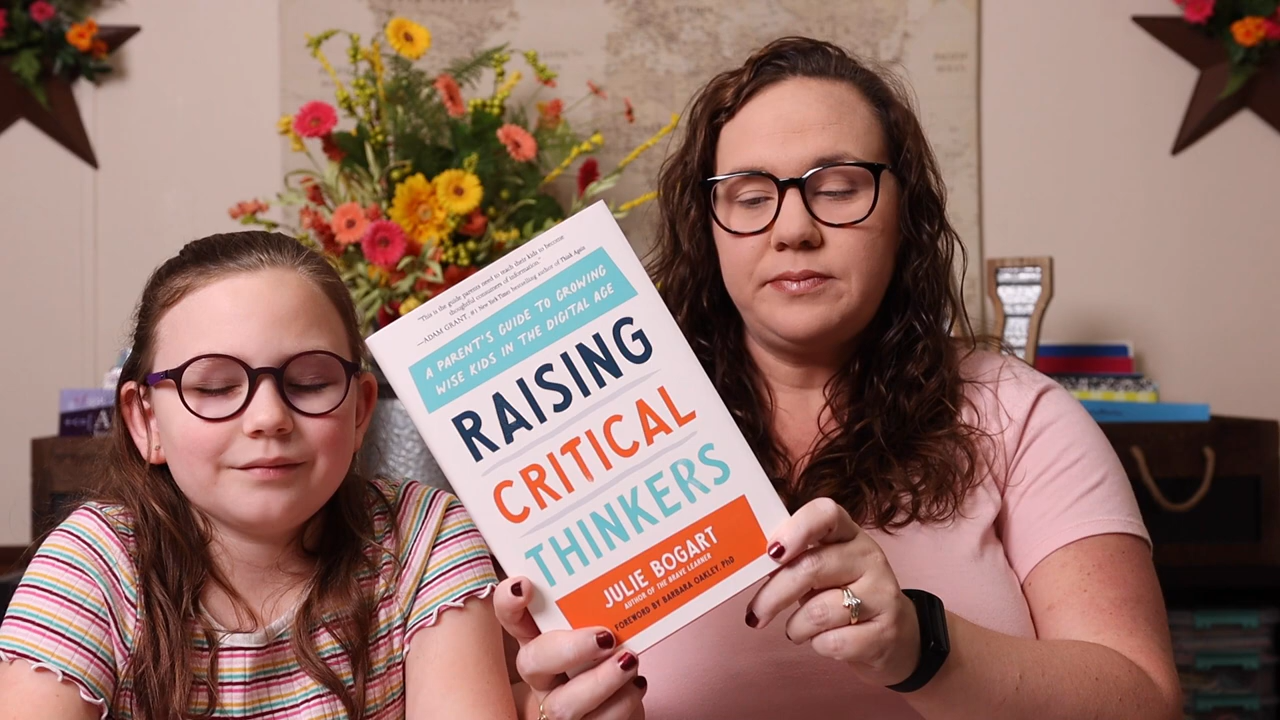 "This is the guide parents need to teach their kids to become
thoughtful consumers of information."
—ADAM GRANT, #1 New York Times bestselling author of Think Again
A PARENT'S GUIDE TO GROWING
WISE KIDS IN THE DIGITAL AGE
RAISING
CRITICAL
THINKERS
JULIE BOGART
AUTHOR OF THE BRAVE LEARNER
FOREWORD BY BARBARA OAKLEY, PhD